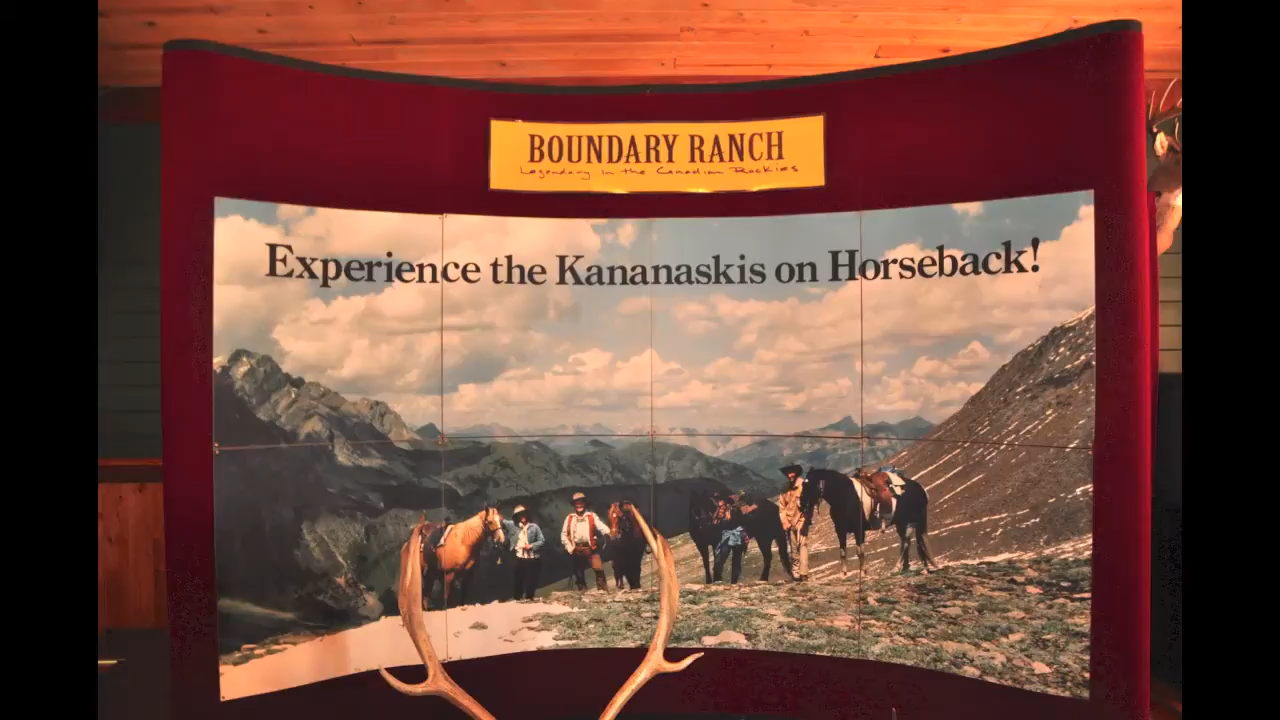 BOUNDARY RANCH
Legendary in the Canadian Rockies
Experience the Kananaskis on Horseback!